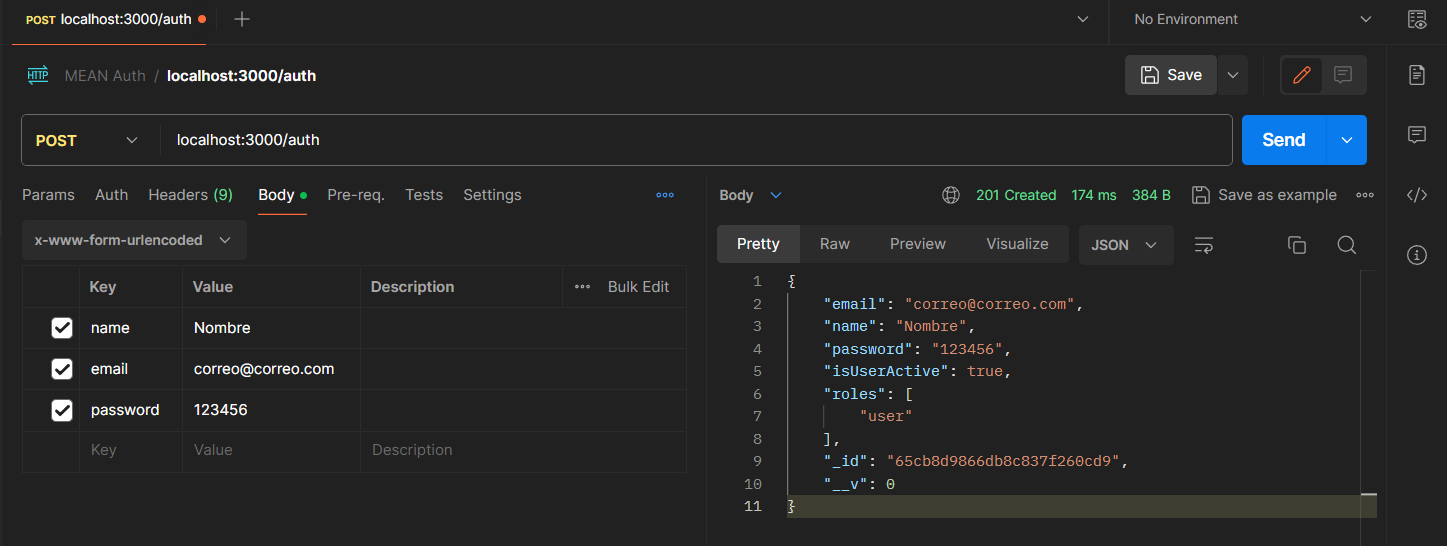 POST localhost:3000/auth
No Environment
HTTP MEAN Auth / localhost:3000/auth
Save
POST localhost:3000/auth
Send
Params Auth Headers (9) Body Pre-req. Tests Settings
x-www-form-urlencoded
Key Value Description Bulk Edit
name Nombre
email correo@correo.com
password 123456
Key Value Description
Body 201 Created 174 ms 384 B Save as example
Pretty Raw Preview Visualize JSON
1 {
2 "email": "correo@correo.com",
3 "name": "Nombre",
4 "password": "123456",
5 "isUserActive": true,
6 "roles": [
7 "user"
8 ],
9 "_id": "65cb8d9866db8c837f260cd9",
10 "__v": 0
11 }